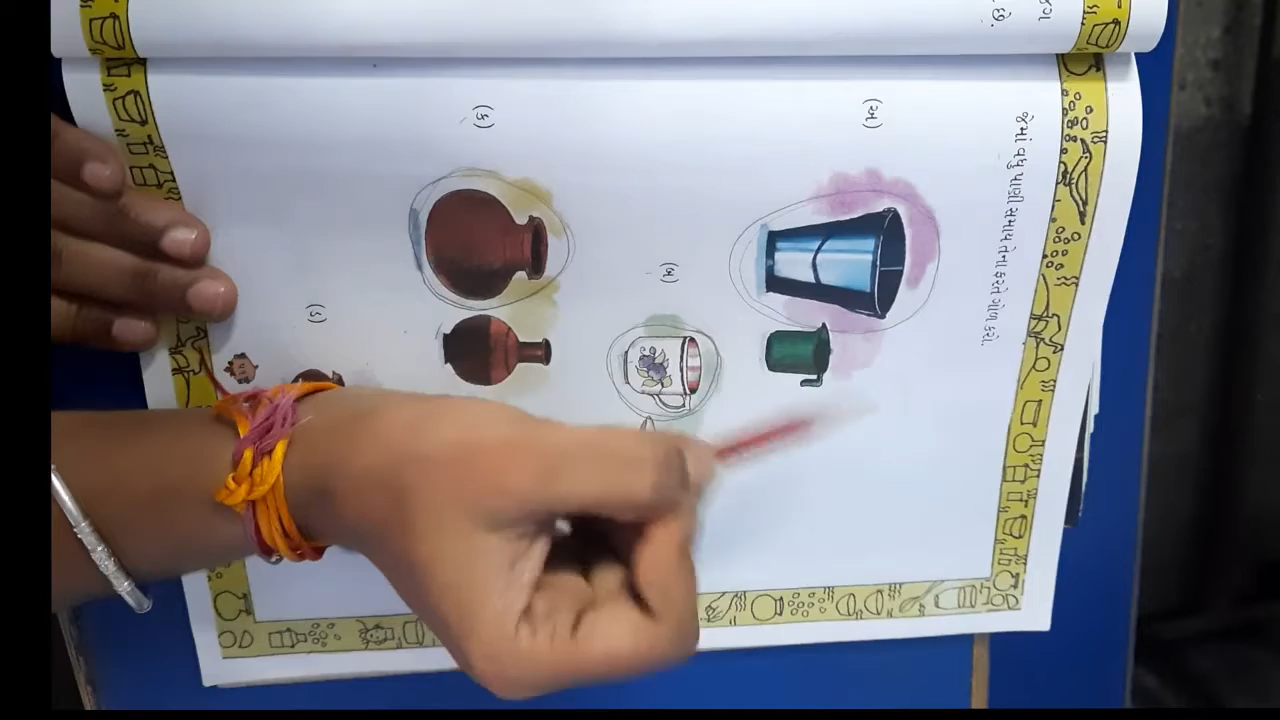 જેમાં વધુ પાણી સમાય તેના ફરતે ગોળ કરો.
(અ)
(બ)
(ક)
(ડ)
છે.